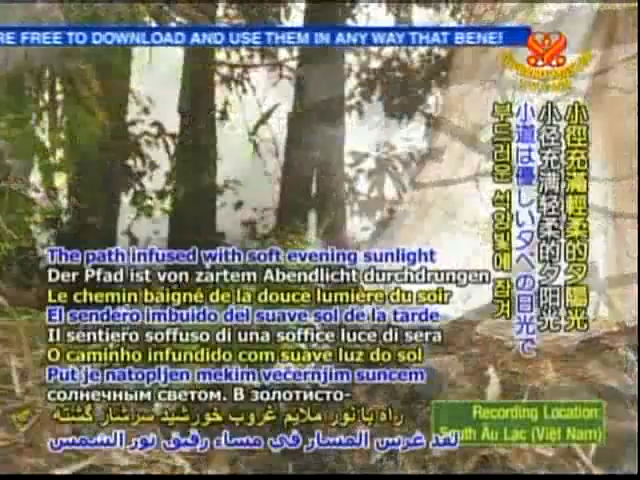 RE FREE TO DOWNLOAD AND USE THEM IN ANY WAY THAT BENEI
小徑充滿輕柔的夕陽光
小径充满轻柔的夕阳光
小道は優しい夕べの日光で
부드러운 석양빛에 잠겨
The path infused with soft evening sunlight
Der Pfad ist von zartem Abendlicht durchdrungen
Le chemin baigné de la douce lumière du soir
El sendero imbuido del suave sol de la tarde
Il sentiero soffuso di una soffice luce di sera
O caminho infundido com suave luz do sol
Put je natopljen mekim večernjim suncem
солнечным светом. В золотисто-
راه با نور ملایم غروب خورشید سرشار گشته
لقد غرس المسار في مساء رقيق نور الشمس
Recording Location:
South Âu Lạc (Việt Nam)